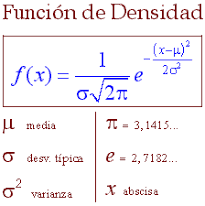 Función de Densidad
f(x) = 1/(σ√2π) e^(-(x-μ)²/2σ²)
μ media
π = 3,1415...
σ desv. típica
e = 2,7182...
σ² varianza
x abscisa